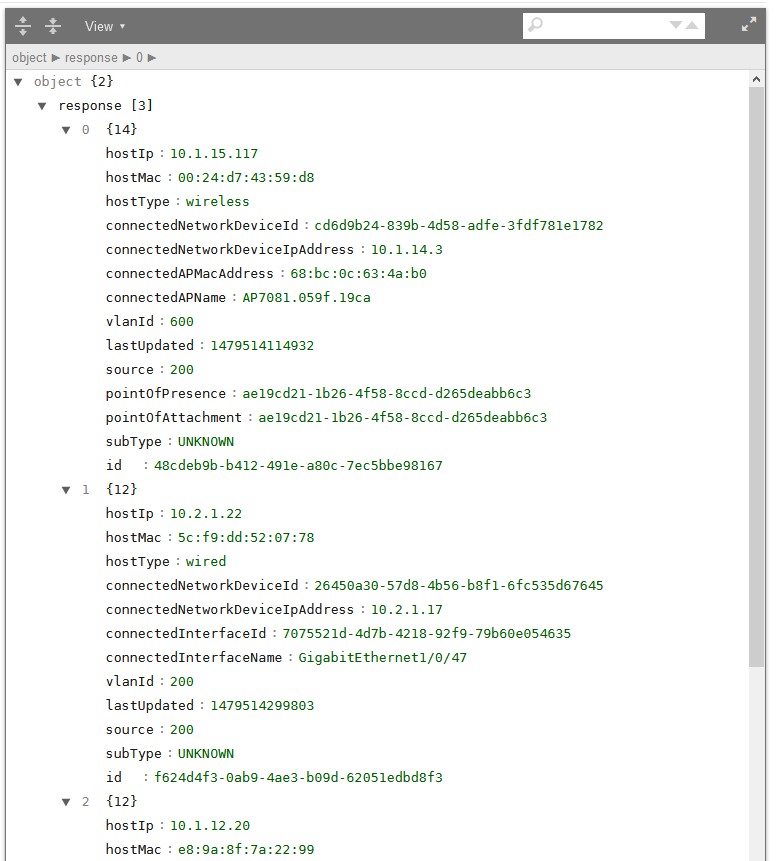 View
object ▶ response ▶ 0 ▶
object {2}
response [3]
0 {14}
hostIp : 10.1.15.117
hostMac : 00:24:d7:43:59:d8
hostType : wireless
connectedNetworkDeviceId : cd6d9b24-839b-4d58-adfe-3fdf781e1782
connectedNetworkDeviceIpAddress : 10.1.14.3
connectedAPMacAddress : 68:bc:0c:63:4a:b0
connectedAPName : AP7081.059f.19ca
vlanId : 600
lastUpdated : 1479514114932
source : 200
pointOfPresence : ae19cd21-1b26-4f58-8ccd-d265deabb6c3
pointOfAttachment : ae19cd21-1b26-4f58-8ccd-d265deabb6c3
subType : UNKNOWN
id : 48cdeb9b-b412-491e-a80c-7ec5bbe98167
1 {12}
hostIp : 10.2.1.22
hostMac : 5c:f9:dd:52:07:78
hostType : wired
connectedNetworkDeviceId : 26450a30-57d8-4b56-b8f1-6fc535d67645
connectedNetworkDeviceIpAddress : 10.2.1.17
connectedInterfaceId : 7075521d-4d7b-4218-92f9-79b60e054635
connectedInterfaceName : GigabitEthernet1/0/47
vlanId : 200
lastUpdated : 1479514299803
source : 200
subType : UNKNOWN
id : f624d4f3-0ab9-4ae3-b09d-62051edbd8f3
2 {12}
hostIp : 10.1.12.20
hostMac : e8:9a:8f:7a:22:99